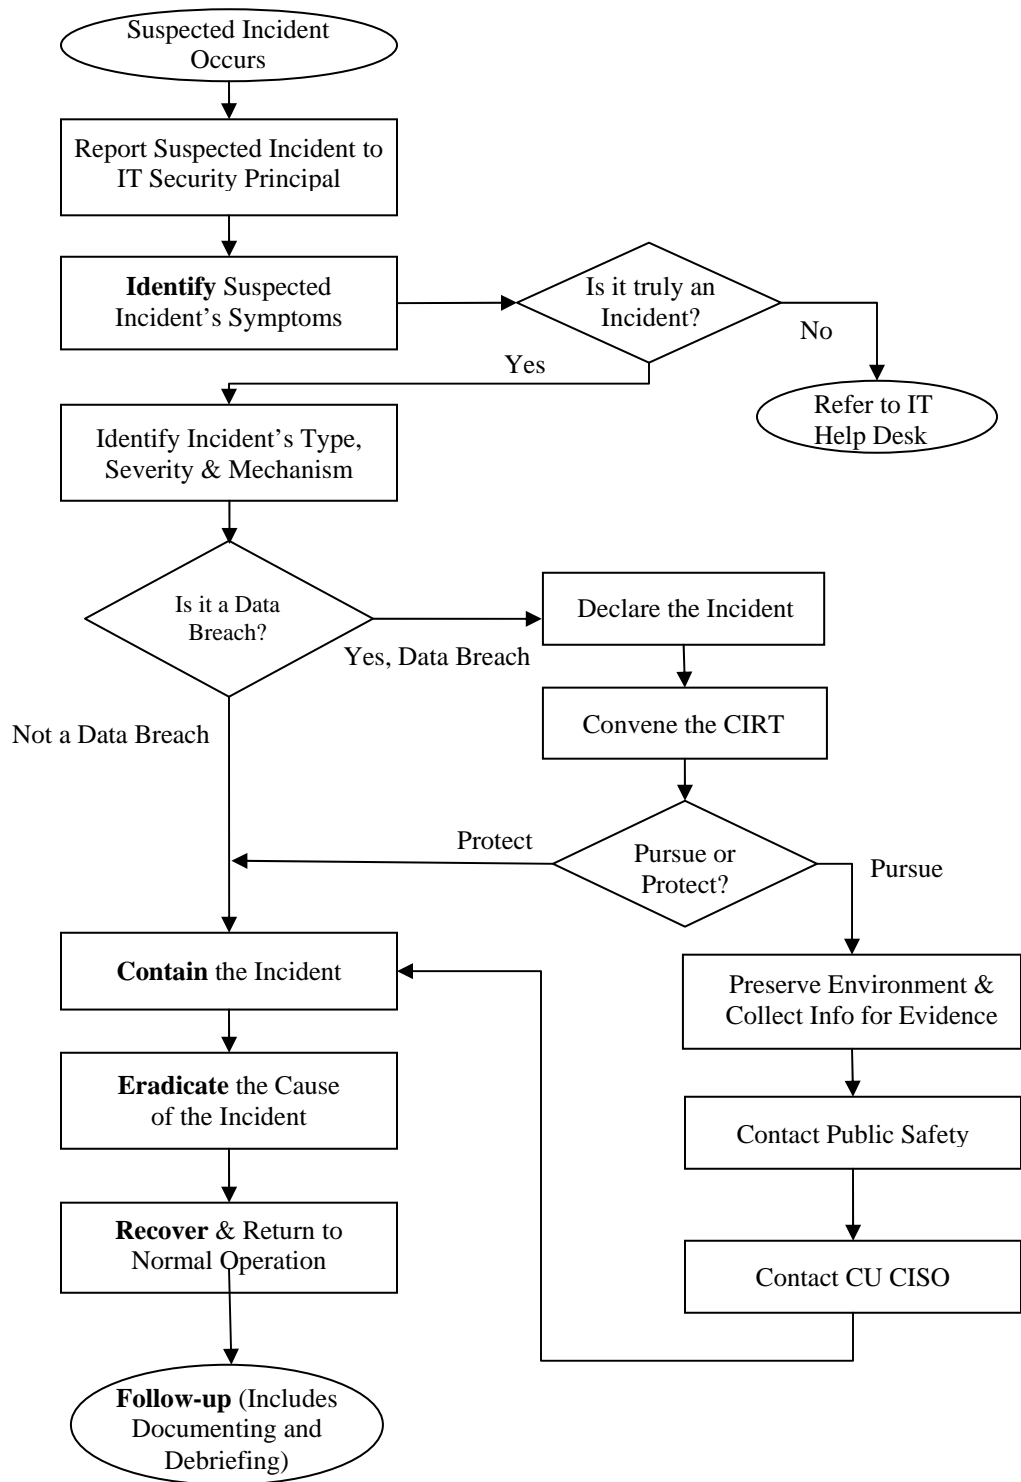 Suspected Incident
Occurs
Report Suspected Incident to
IT Security Principal
Identify Suspected
Incident’s Symptoms
Is it truly an
Incident?
No
Yes
Refer to IT
Help Desk
Identify Incident’s Type,
Severity & Mechanism
Is it a Data
Breach?
Yes, Data Breach
Not a Data Breach
Declare the Incident
Convene the CIRT
Pursue or
Protect?
Protect
Pursue
Preserve Environment &
Collect Info for Evidence
Contact Public Safety
Contact CU CISO
Contain the Incident
Eradicate the Cause
of the Incident
Recover & Return to
Normal Operation
Follow-up (Includes
Documenting and
Debriefing)